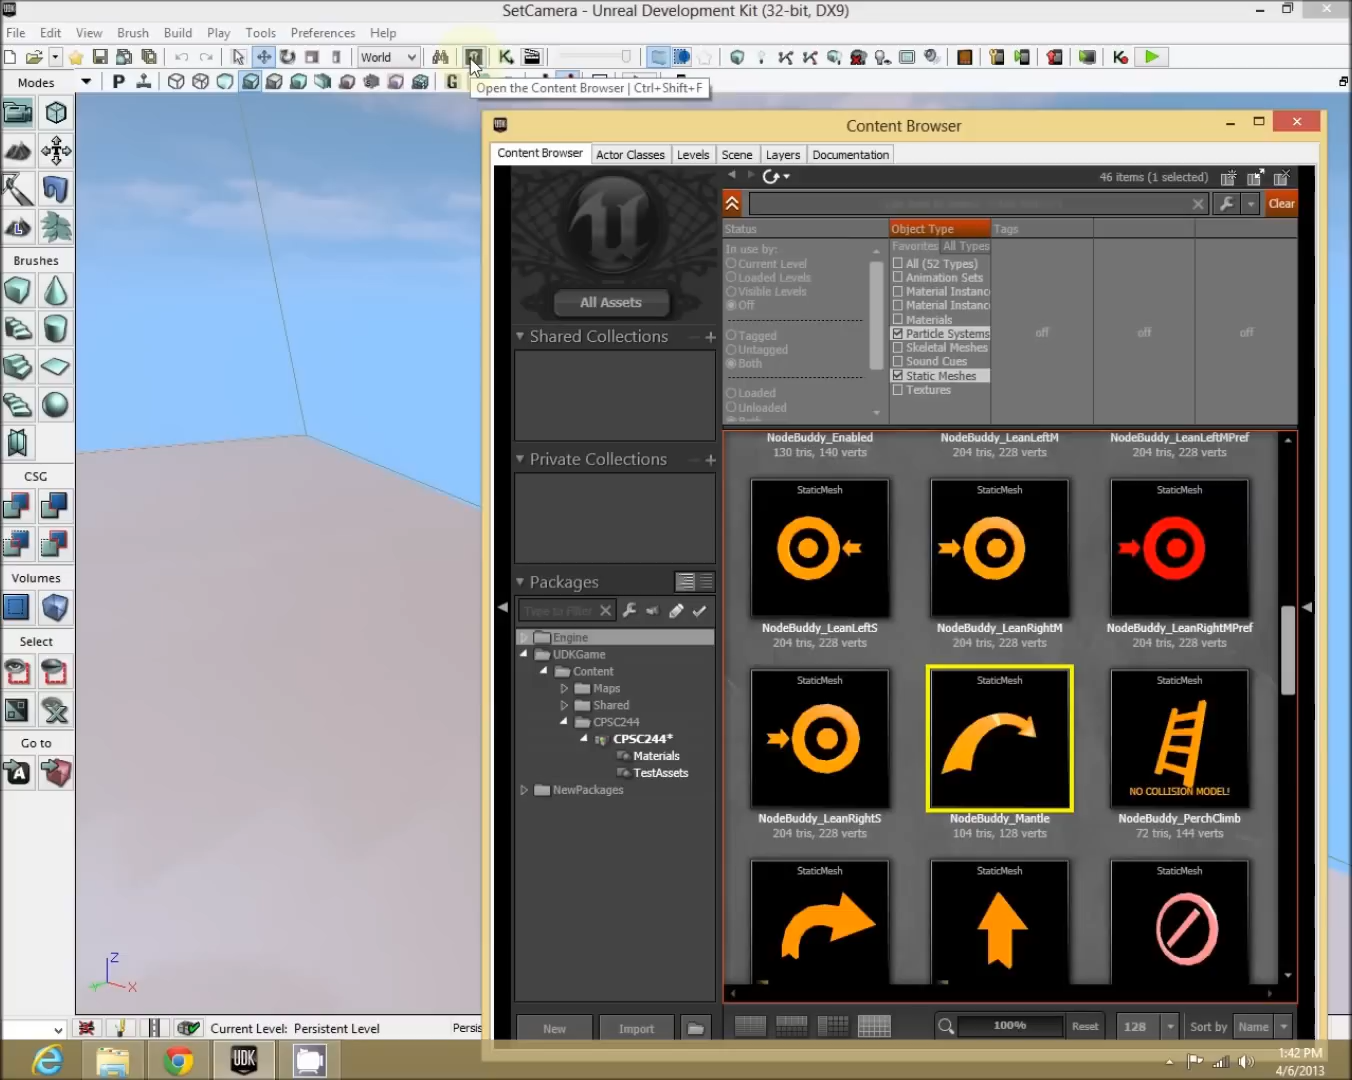 SetCamera - Unreal Development Kit (32-bit, DX9)
File Edit View Brush Build Play Tools Preferences Help
World
Modes
P
G
Open the Content Browser | Ctrl+Shift+F
Content Browser
Content Browser Actor Classes Levels Scene Layers Documentation
46 items (1 selected)
Clear
Status Object Type Tags
In use by:
Current Level
Loaded Levels
Visible Levels
Off
Tagged
Untagged
Both
Loaded
Unloaded
Both
Favorites All Types
All (52 Types)
Animation Sets
Material Instanc
Material Instanc
Materials
Particle Systems
Skeletal Meshes
Sound Cues
Static Meshes
Textures
off off off
All Assets
Shared Collections
Private Collections
Packages
Type to Filter
Engine
UDKGame
Content
Maps
Shared
CPSC244
CPSC244*
Materials
TestAssets
NewPackages
New Import
NodeBuddy_Enabled NodeBuddy_LeanLeftM NodeBuddy_LeanLeftMPref
130 tris, 140 verts 204 tris, 228 verts 204 tris, 228 verts
StaticMesh StaticMesh StaticMesh
NodeBuddy_LeanLeftS NodeBuddy_LeanRightM NodeBuddy_LeanRightMPref
204 tris, 228 verts 204 tris, 228 verts 204 tris, 228 verts
StaticMesh StaticMesh StaticMesh
NO COLLISION MODEL!
NodeBuddy_LeanRightS NodeBuddy_Mantle NodeBuddy_PerchClimb
204 tris, 228 verts 104 tris, 128 verts 72 tris, 144 verts
StaticMesh StaticMesh StaticMesh
100% Reset 128 Sort by Name
Brushes
CSG
Volumes
Select
Go to
A
Z
X
Current Level: Persistent Level
Persis
UDK
1:42 PM
4/6/2013